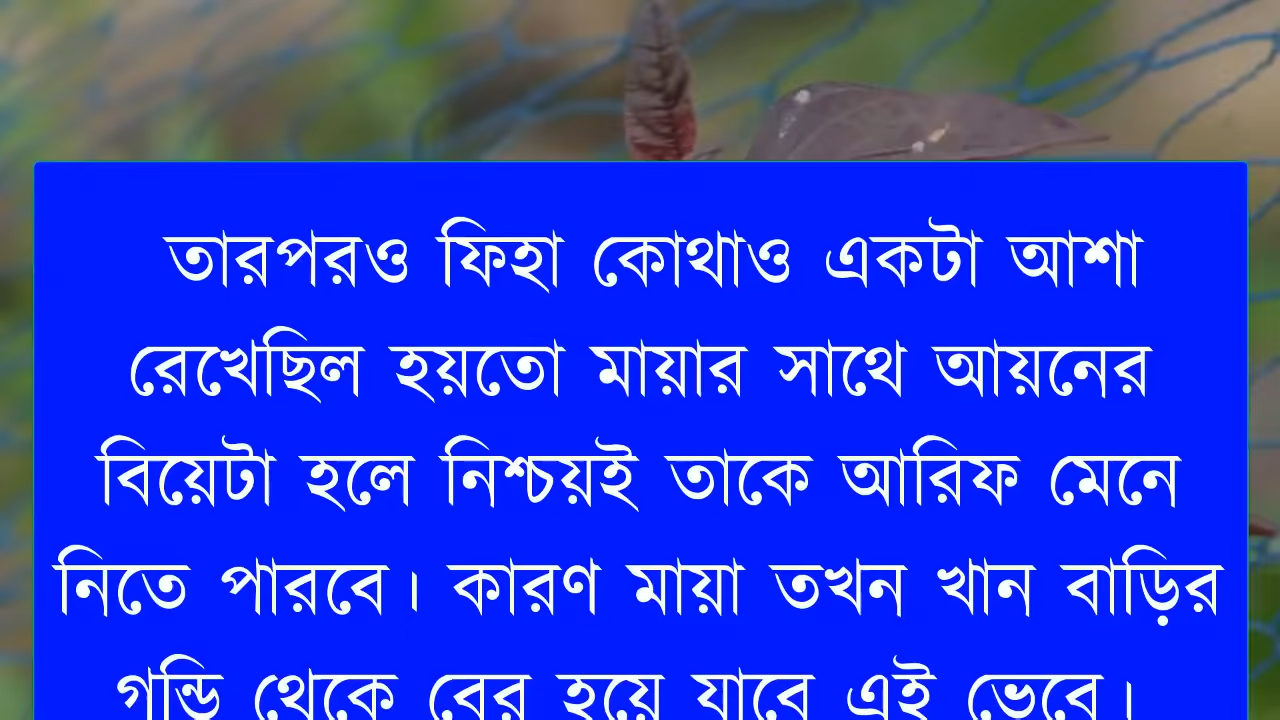 তারপরও ফিহা কোথাও একটা আশা
রেখেছিল হয়তো মায়ার সাথে আয়নের
বিয়েটা হলে নিশ্চয়ই তাকে আরিফ মেনে
নিতে পারবে। কারণ মায়া তখন খান বাড়ির
গন্ডি থেকে বের হয়ে যাবে এই ভেবে।